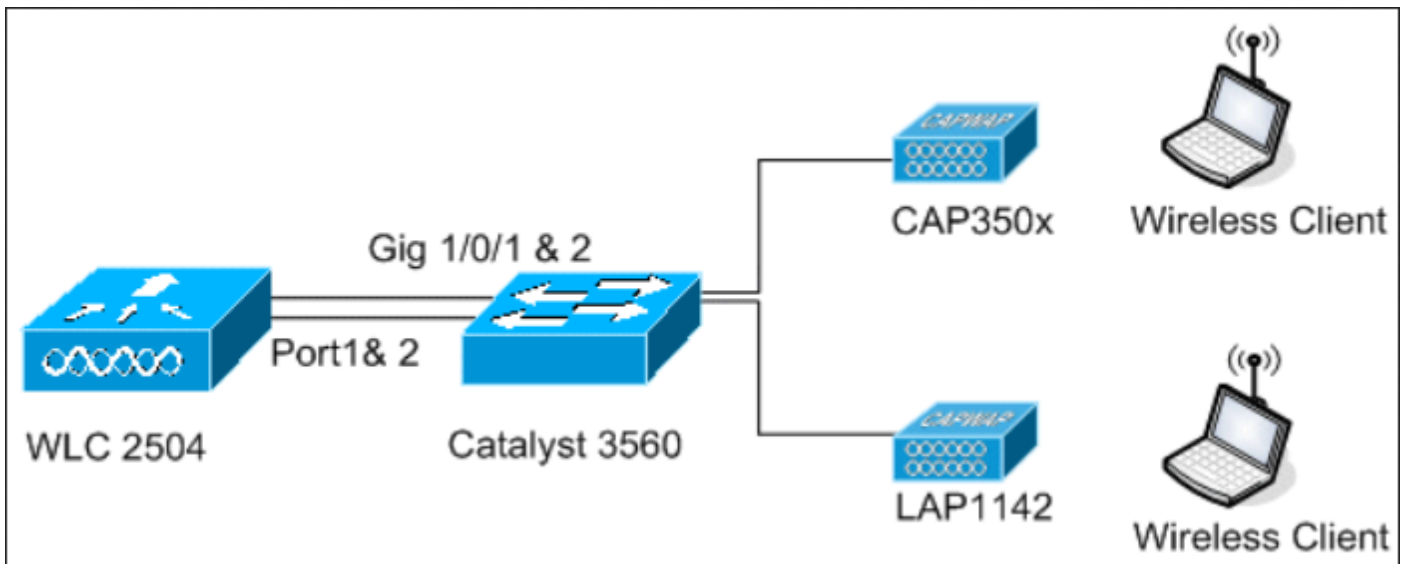 CAPWAP
CAP350x
Wireless Client
Gig 1/0/1 & 2
Port1& 2
WLC 2504
Catalyst 3560
CAPWAP
LAP1142
Wireless Client